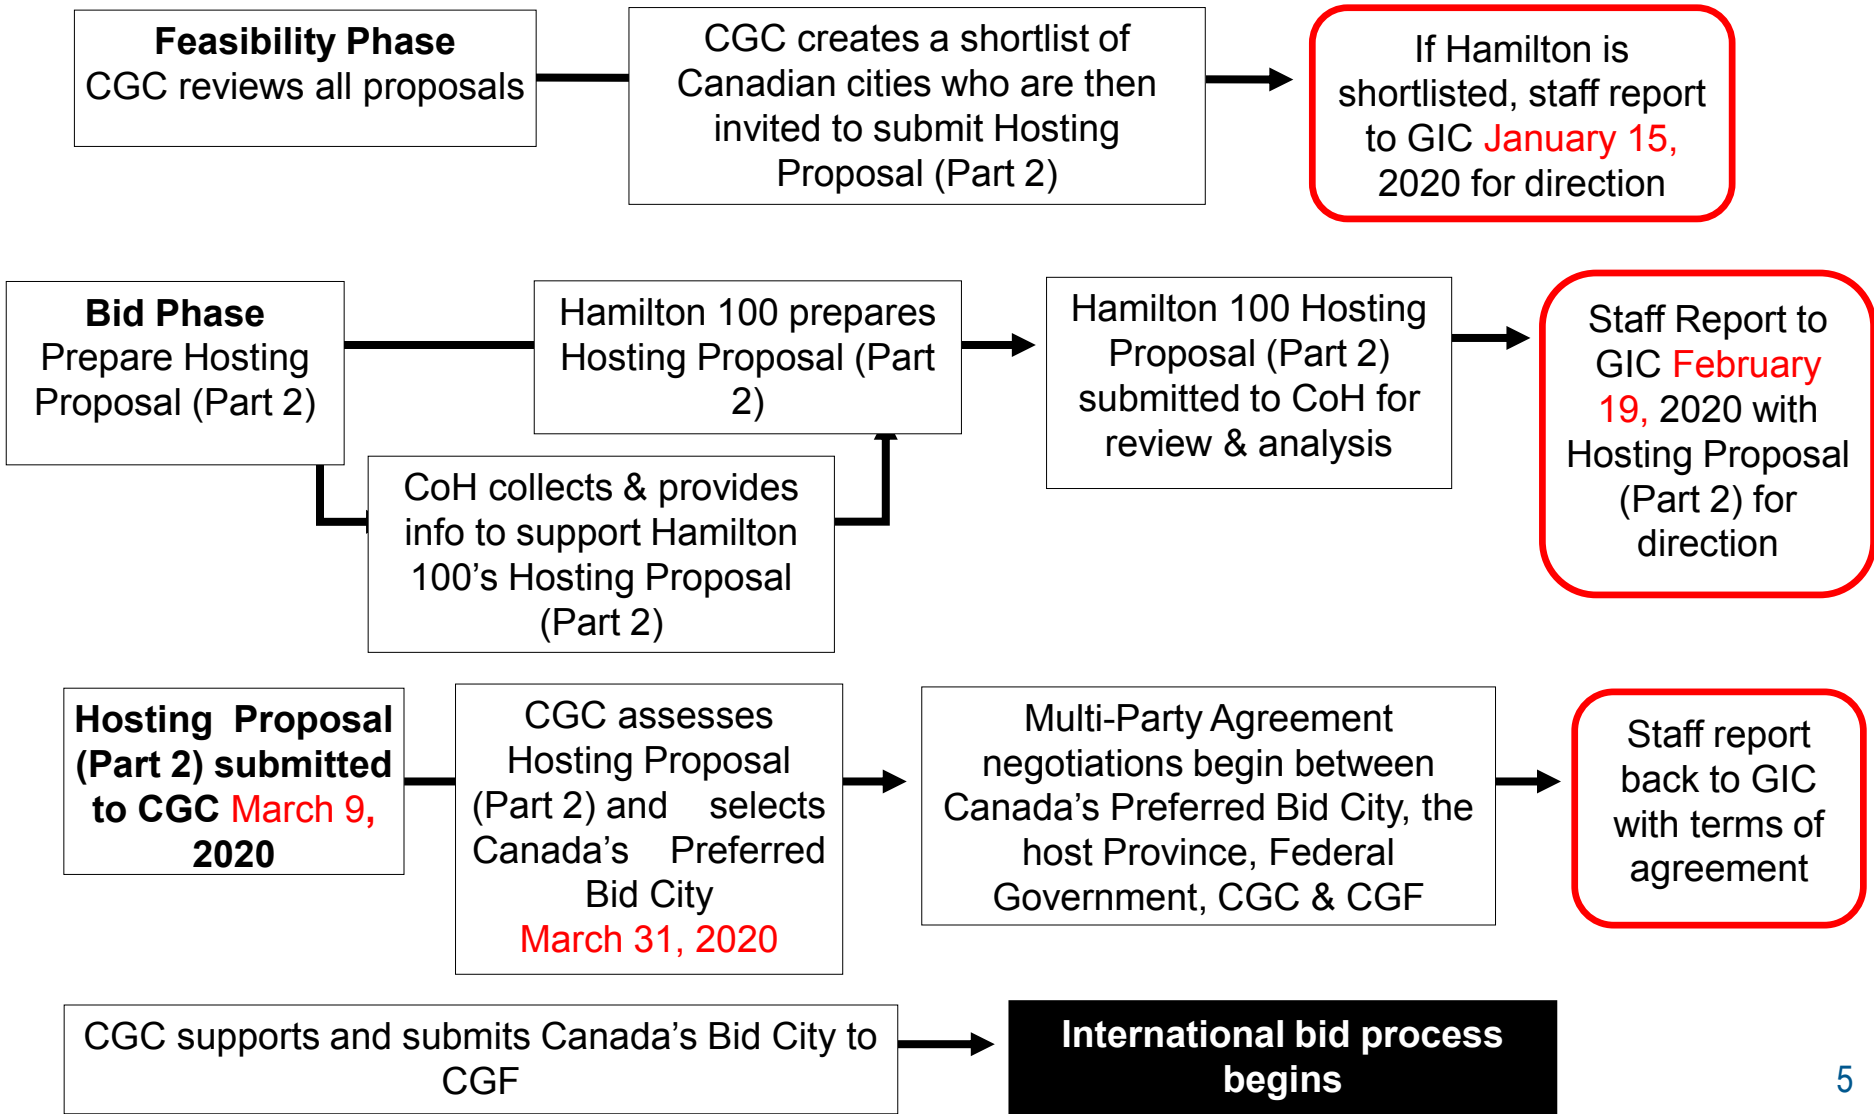 Feasibility Phase
CGC reviews all proposals
CGC creates a shortlist of
Canadian cities who are then
invited to submit Hosting
Proposal (Part 2)
If Hamilton is
shortlisted, staff report
to GIC January 15,
2020 for direction
Bid Phase
Prepare Hosting
Proposal (Part 2)
Hamilton 100 prepares
Hosting Proposal (Part
2)
CoH collects & provides
info to support Hamilton
100’s Hosting Proposal
(Part 2)
Hamilton 100 Hosting
Proposal (Part 2)
submitted to CoH for
review & analysis
Staff Report to
GIC February
19, 2020 with
Hosting Proposal
(Part 2) for
direction
Hosting Proposal
(Part 2) submitted
to CGC March 9,
2020
CGC assesses
Hosting Proposal
(Part 2) and selects
Canada’s Preferred
Bid City
March 31, 2020
Multi-Party Agreement
negotiations begin between
Canada’s Preferred Bid City, the
host Province, Federal
Government, CGC & CGF
Staff report
back to GIC
with terms of
agreement
CGC supports and submits Canada’s Bid City to
CGF
International bid process
begins
5